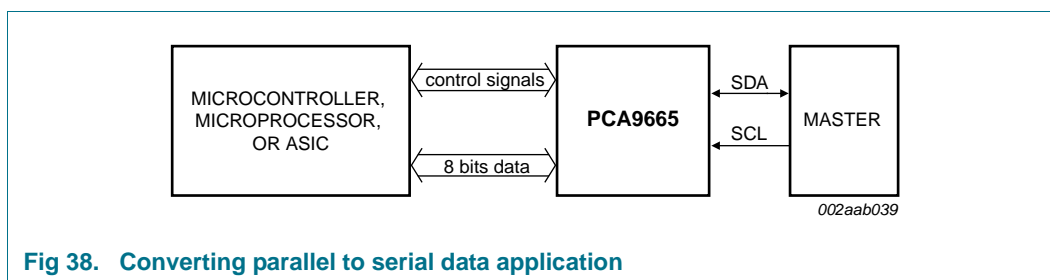 MICROCONTROLLER,
MICROPROCESSOR,
OR ASIC
control signals
8 bits data
PCA9665
SDA
SCL
MASTER
002aab039
Fig 38. Converting parallel to serial data application